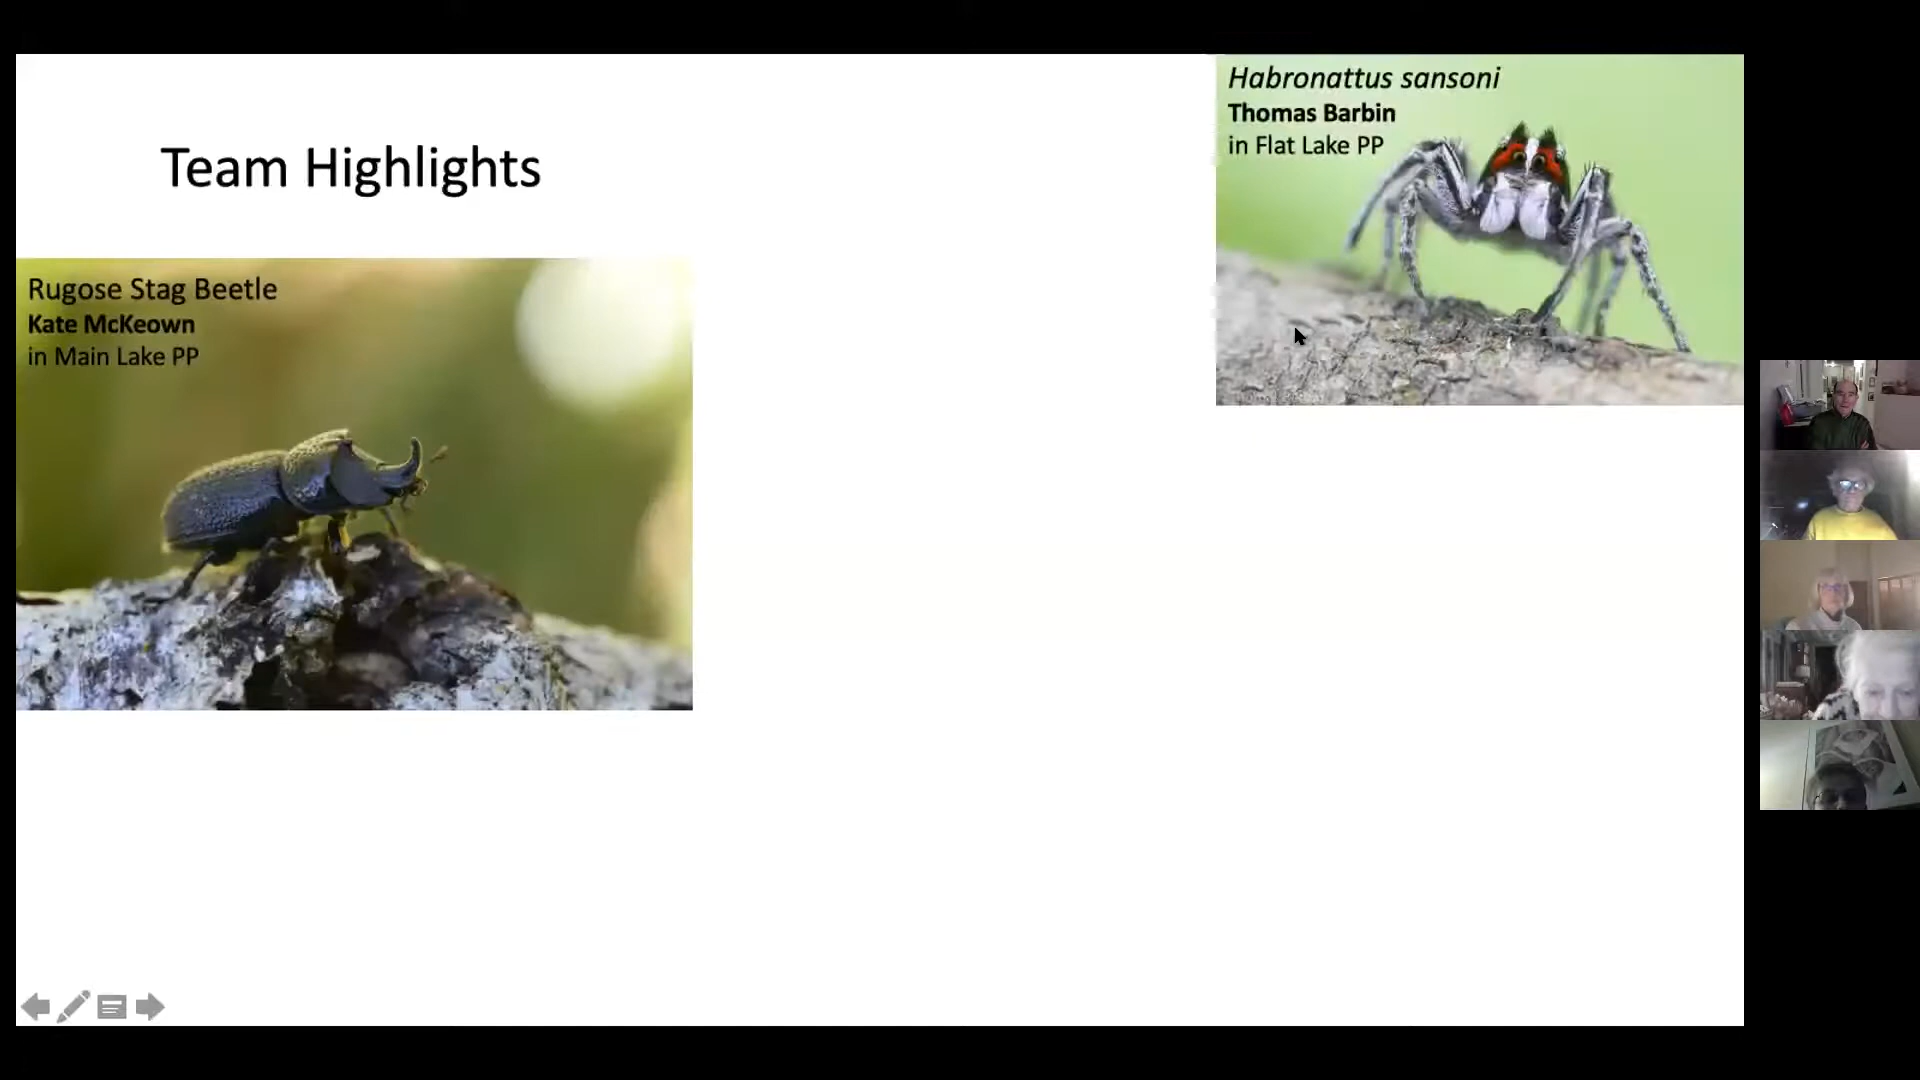 Team Highlights
Rugose Stag Beetle
Kate McKeown
in Main Lake PP
Habronattus sansoni
Thomas Barbin
in Flat Lake PP